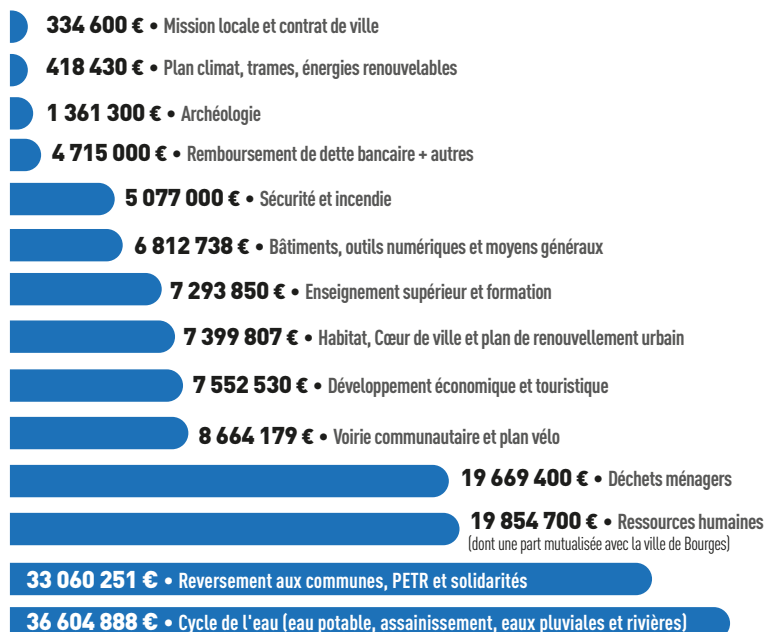 334 600 € • Mission locale et contrat de ville
418 430 € • Plan climat, trames, énergies renouvelables
1 361 300 € • Archéologie
4 715 000 € • Remboursement de dette bancaire + autres
5 077 000 € • Sécurité et incendie
6 812 738 € • Bâtiments, outils numériques et moyens généraux
7 293 850 € • Enseignement supérieur et formation
7 399 807 € • Habitat, Cœur de ville et plan de renouvellement urbain
7 552 530 € • Développement économique et touristique
8 664 179 € • Voirie communautaire et plan vélo
19 669 400 € • Déchets ménagers
19 854 700 € • Ressources humaines
(dont une part mutualisée avec la ville de Bourges)
33 060 251 € • Reversement aux communes, PETR et solidarités
36 604 888 € • Cycle de l'eau (eau potable, assainissement, eaux pluviales et rivières)